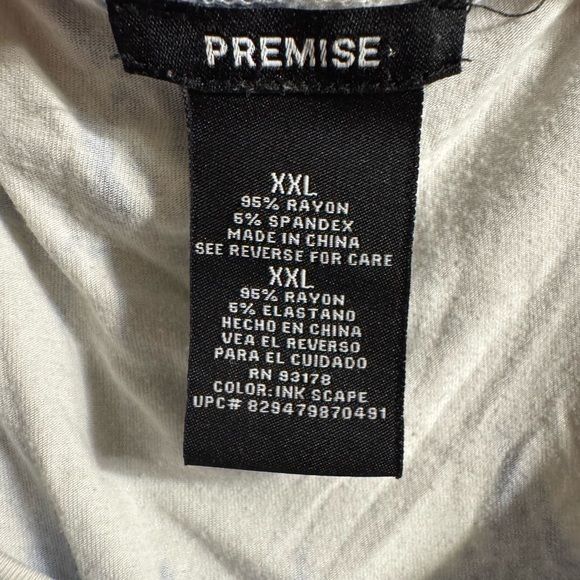 PREMISE
XXL
95% RAYON
5% SPANDEX
MADE IN CHINA
SEE REVERSE FOR CARE
XXL
95% RAYON
5% ELASTANO
HECHO EN CHINA
VEA EL REVERSO
PARA EL CUIDADO
RN 93178
COLOR: INK SCAPE
UPC# 829479870491